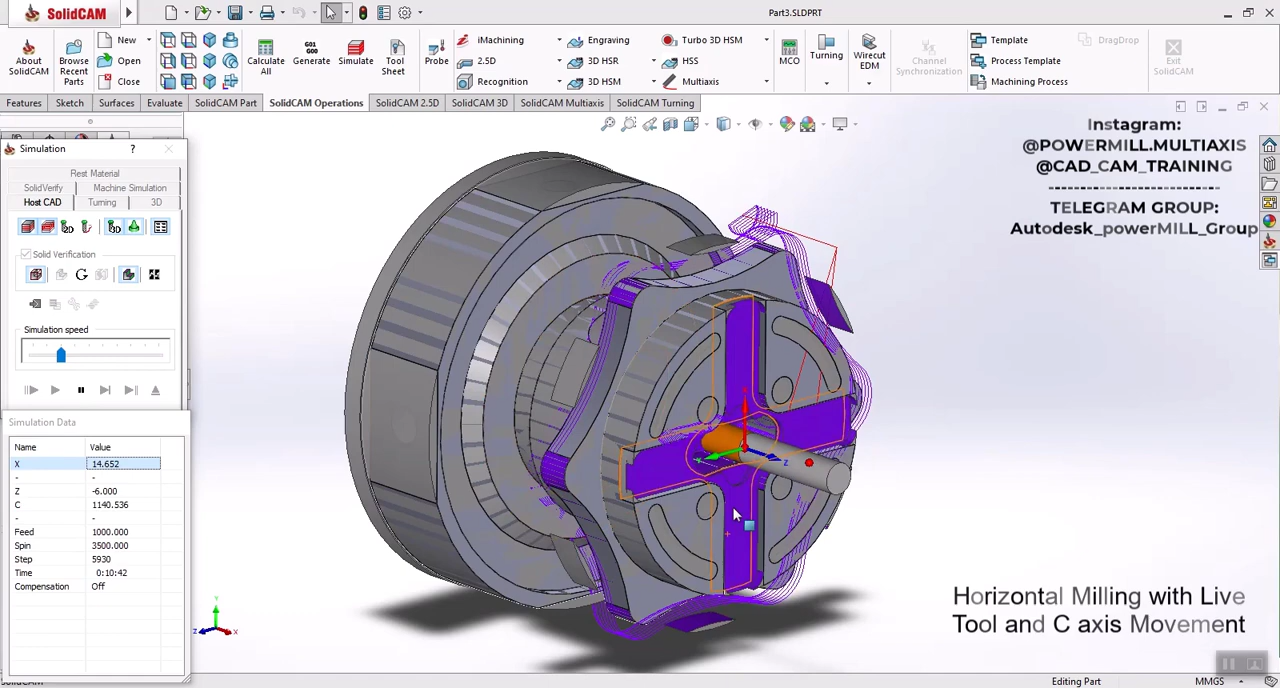 SolidCAM
Part3.SLDPRT
About SolidCAM
Browse Recent Parts
New
Open
Close
Calculate All
G01 G00
Generate
Simulate
Tool Sheet
Probe
iMachining
2.5D
Recognition
Engraving
3D HSR
3D HSM
Turbo 3D HSM
HSS
Multiaxis
MCO
Turning
Wirecut EDM
Channel Synchronization
Template
Process Template
Machining Process
DragDrop
Exit SolidCAM
Features
Sketch
Surfaces
Evaluate
SolidCAM Part
SolidCAM Operations
SolidCAM 2.5D
SolidCAM 3D
SolidCAM Multiaxis
SolidCAM Turning
Simulation
?
Rest Material
SolidVerify
Machine Simulation
Host CAD
Turning
3D
Solid Verification
Simulation speed
Simulation Data
Name Value
X 14.652
- -
Z -6.000
C 1140.536
- -
Feed 1000.000
Spin 3500.000
Step 5930
Time 0:10:42
Compensation Off
Instagram:
@POWERMILL.MULTIAXIS
@CAD_CAM_TRAINING
------------------------
TELEGRAM GROUP:
Autodesk_powerMILL_Group
Z
Y
Z
X
Horizontal Milling with Live
Tool and C axis Movement
Editing Part
MMGS